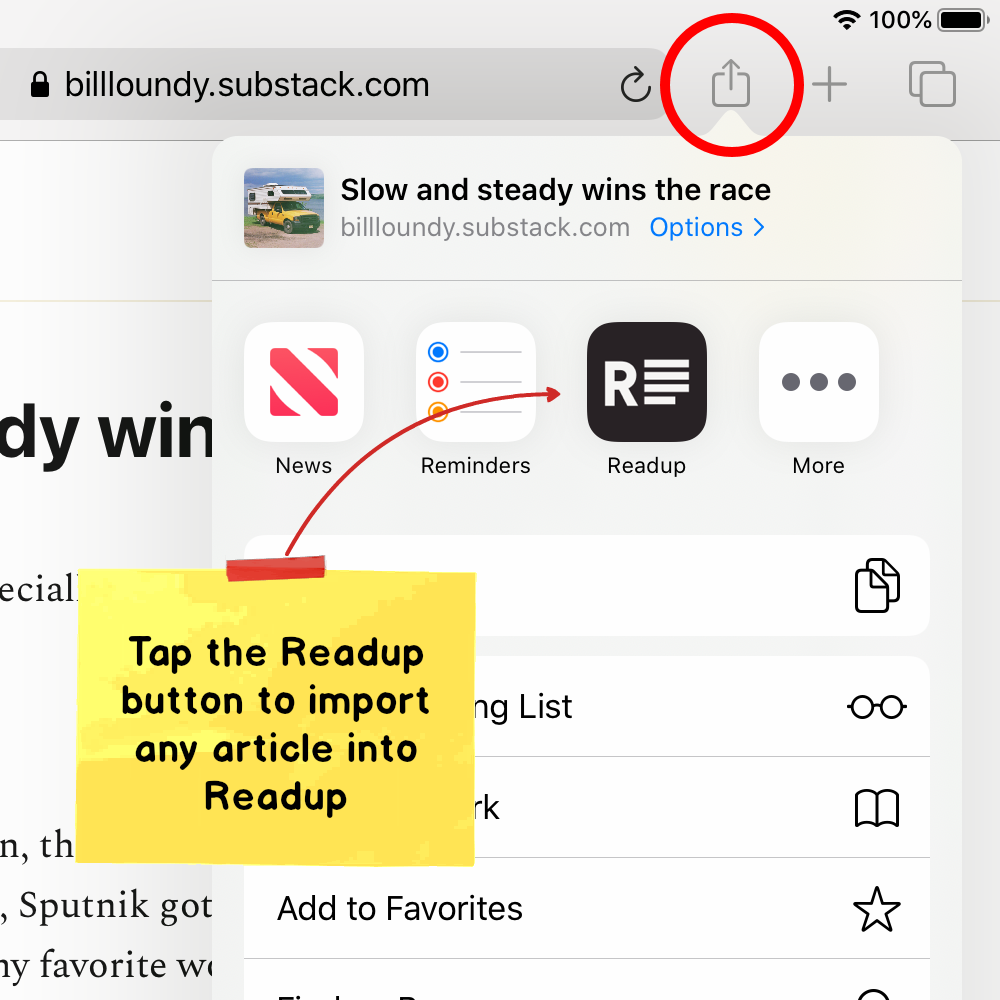 100%
billloundy.substack.com
Slow and steady wins the race
billloundy.substack.com Options
R
News
Reminders
Readup
More
dy win
Tap the Readup
button to import
any article into
Readup
ng List
rk
Add to Favorites
n, th
, Sputnik got
ny favorite